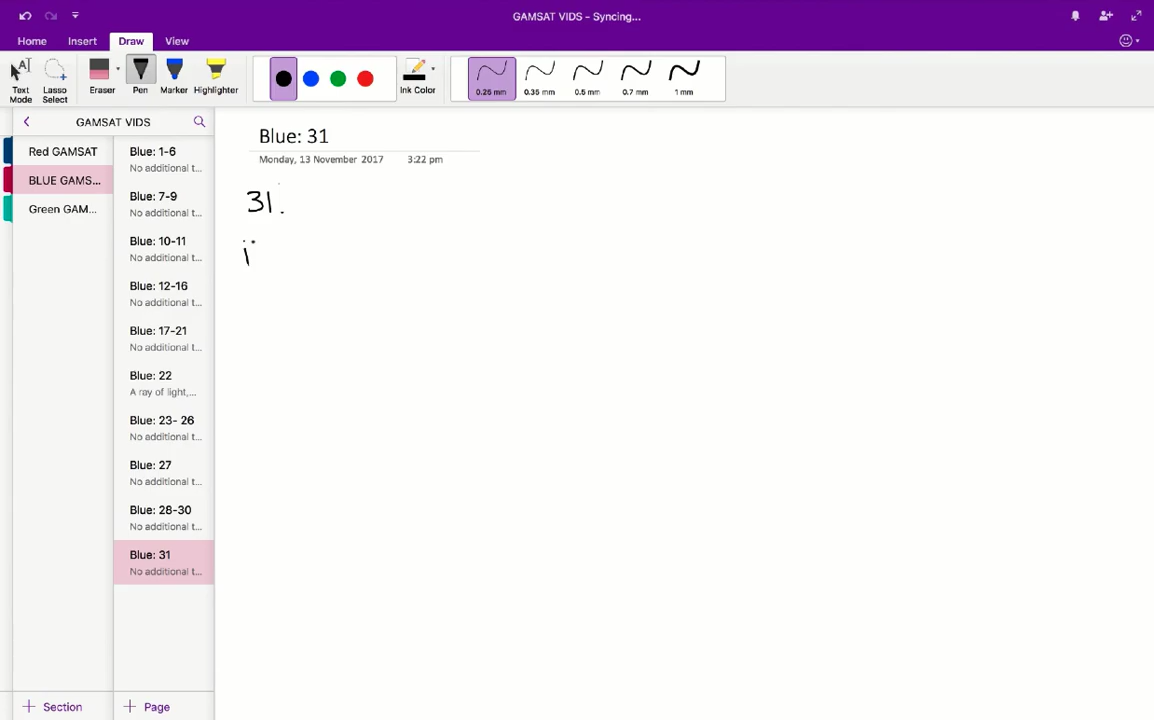 GAMSAT VIDS - Syncing...
Home Insert Draw View
Text Mode
Lasso Select
Eraser
Pen
Marker
Highlighter
Ink Color
0.25 mm
0.35 mm
0.5 mm
0.7 mm
1 mm
GAMSAT VIDS
Red GAMSAT
BLUE GAMS...
Green GAM...
Blue: 1-6
No additional t...
Blue: 7-9
No additional t...
Blue: 10-11
No additional t...
Blue: 12-16
No additional t...
Blue: 17-21
No additional t...
Blue: 22
A ray of light,...
Blue: 23- 26
No additional t...
Blue: 27
No additional t...
Blue: 28-30
No additional t...
Blue: 31
No additional t...
+ Section
+ Page
Blue: 31
Monday, 13 November 2017 3:22 pm
31.